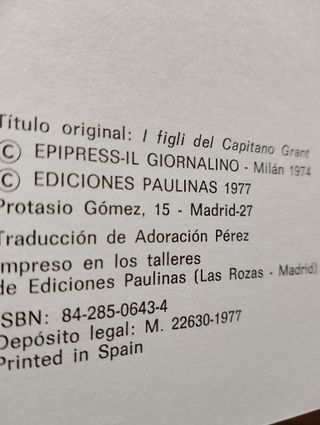 Título original: I figli del Capitano Grant
© EPIPRESS-IL GIORNALINO - Milán 1974
© EDICIONES PAULINAS 1977
Protasio Gómez, 15 - Madrid-27
Traducción de Adoración Pérez
Impreso en los talleres
de Ediciones Paulinas (Las Rozas - Madrid)
ISBN: 84-285-0643-4
Depósito legal: M. 22630-1977
Printed in Spain